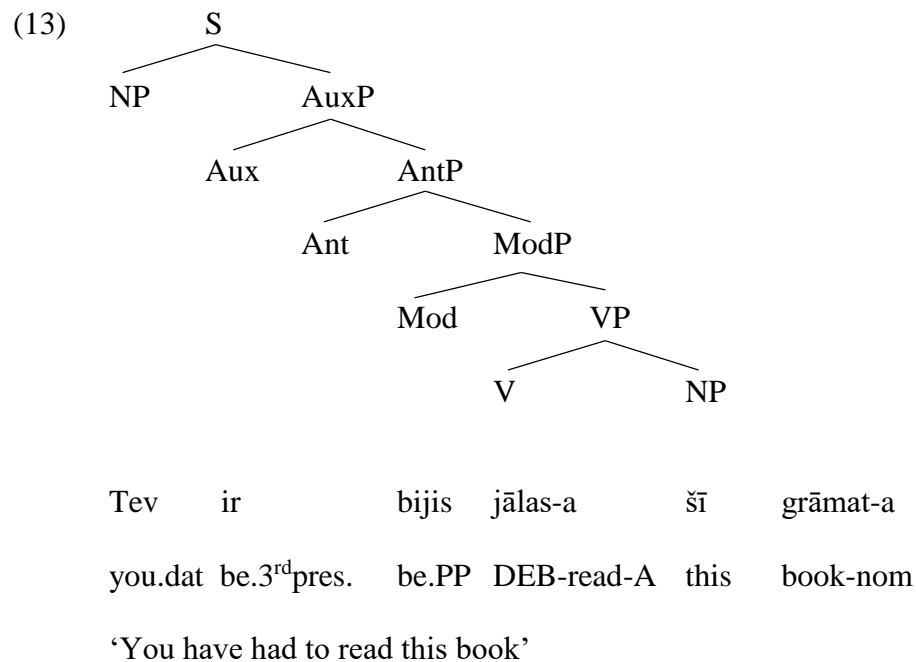 (13) S
NP AuxP
Aux AntP
Ant ModP
Mod VP
V NP
Tev ir bijis jālas-a šī grāmat-a
you.dat be.3rdpres. be.PP DEB-read-A this book-nom
‘You have had to read this book’